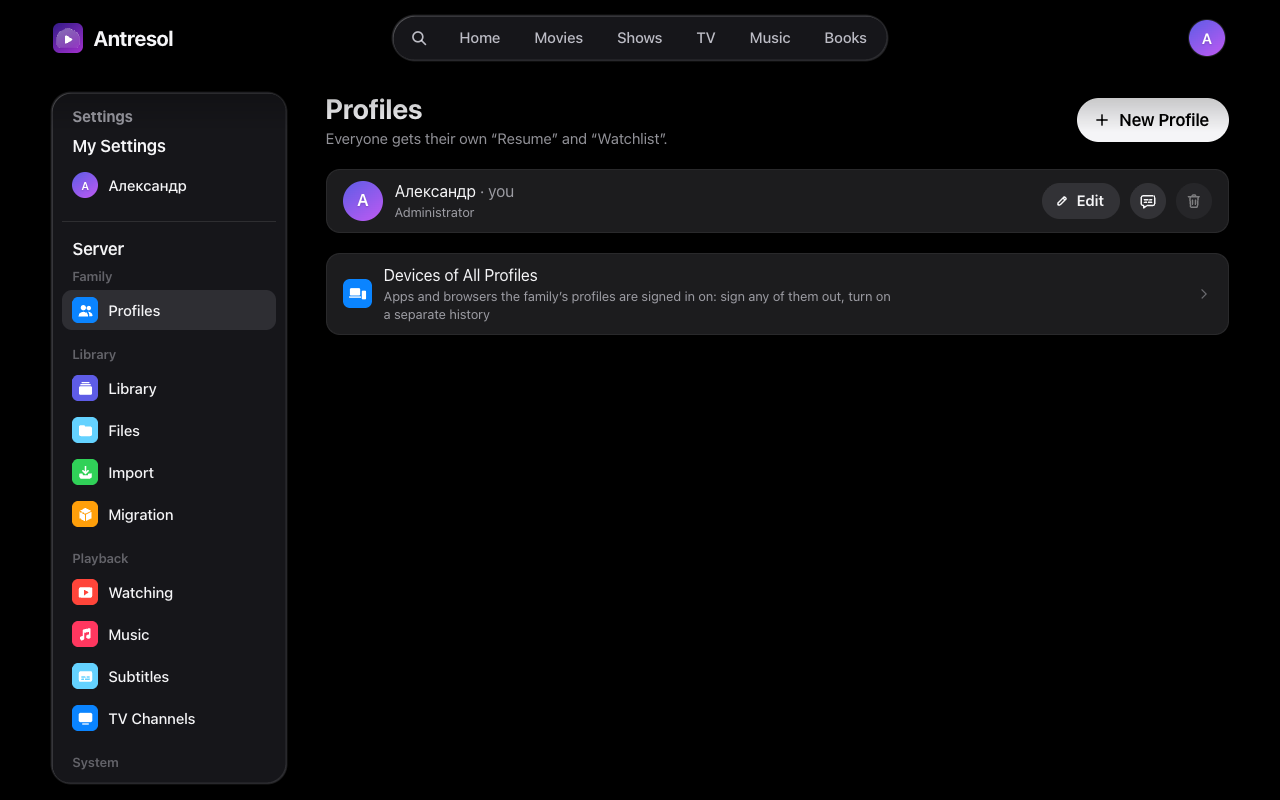 Antresol
Home
Movies
Shows
TV
Music
Books
A
Settings
My Settings
A
Александр
Server
Family
Profiles
Library
Library
Files
Import
Migration
Playback
Watching
Music
Subtitles
TV Channels
System
Profiles
Everyone gets their own “Resume” and “Watchlist”.
New Profile
A
Александр · you
Administrator
Edit
Devices of All Profiles
Apps and browsers the family’s profiles are signed in on: sign any of them out, turn on
a separate history